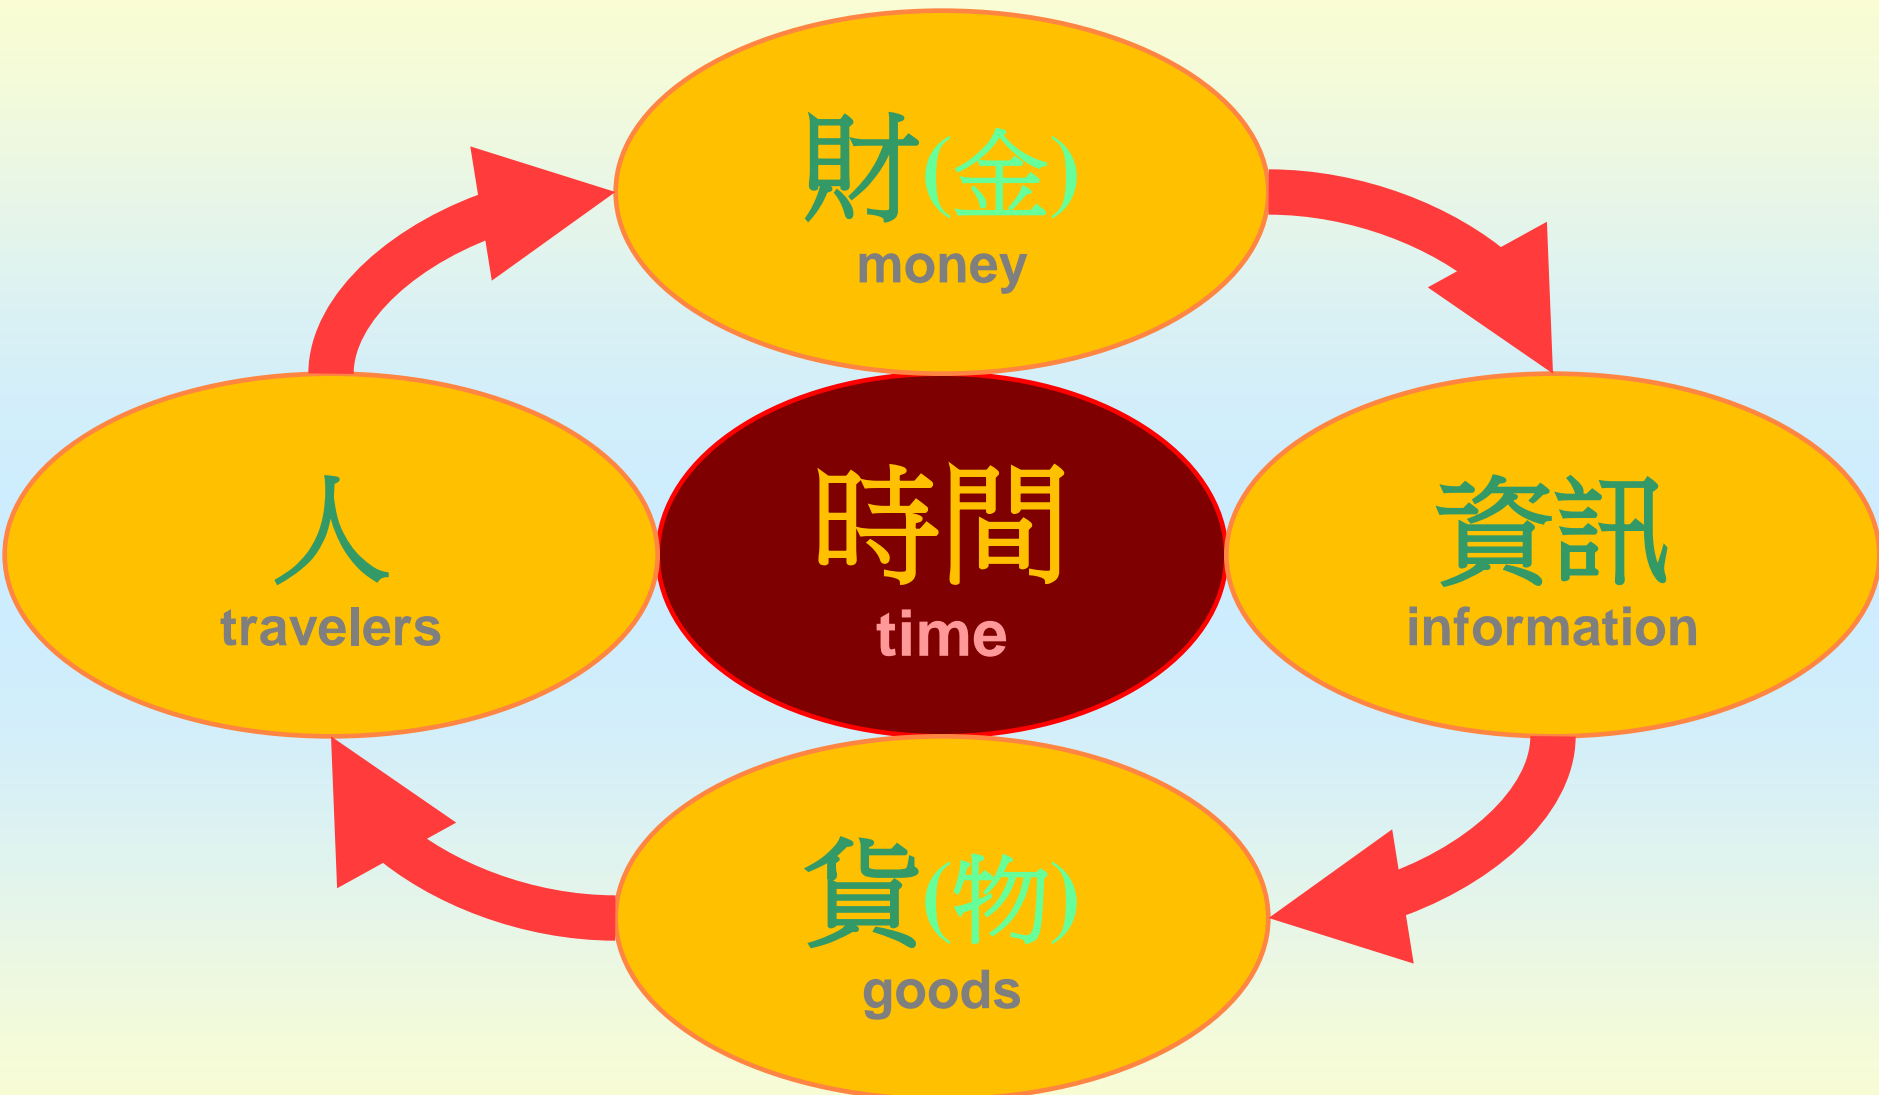 財(金)
money
人
travelers
時間
time
資訊
information
貨(物)
goods